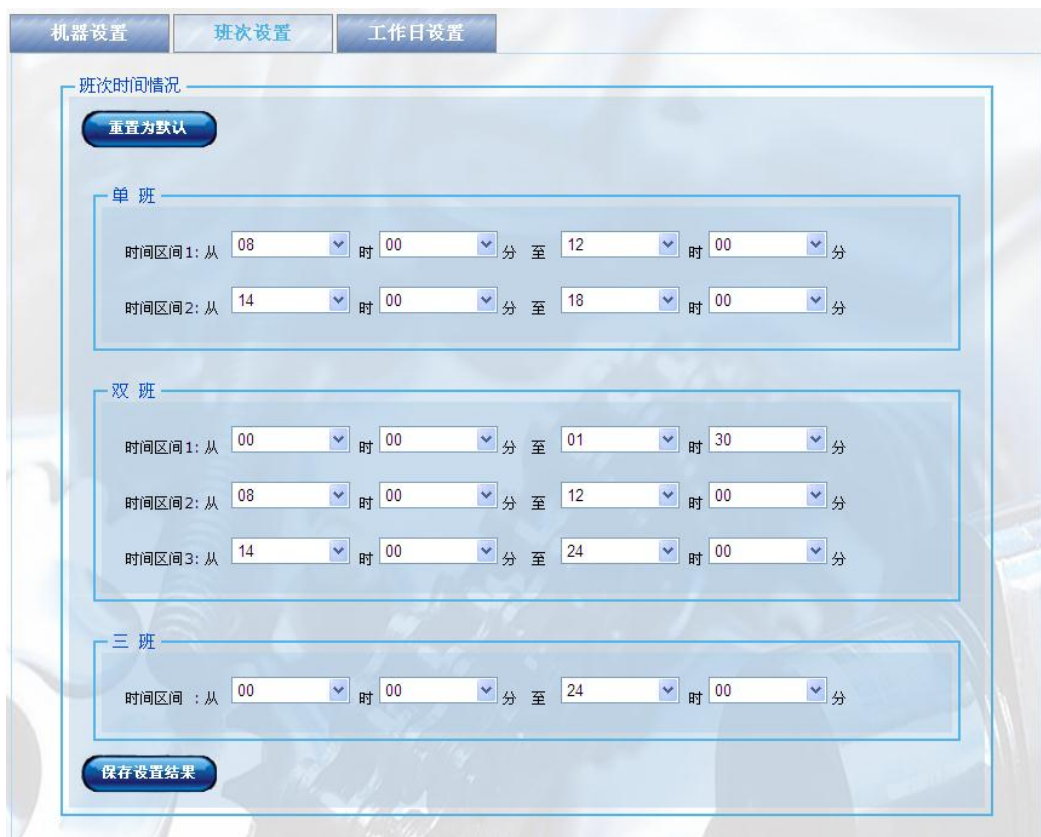 机器设置 班次设置 工作日设置
班次时间情况
重置为默认
单 班
时间区间1: 从 08 时 00 分 至 12 时 00 分
时间区间2: 从 14 时 00 分 至 18 时 00 分
双 班
时间区间1: 从 00 时 00 分 至 01 时 30 分
时间区间2: 从 08 时 00 分 至 12 时 00 分
时间区间3: 从 14 时 00 分 至 24 时 00 分
三 班
时间区间 : 从 00 时 00 分 至 24 时 00 分
保存设置结果